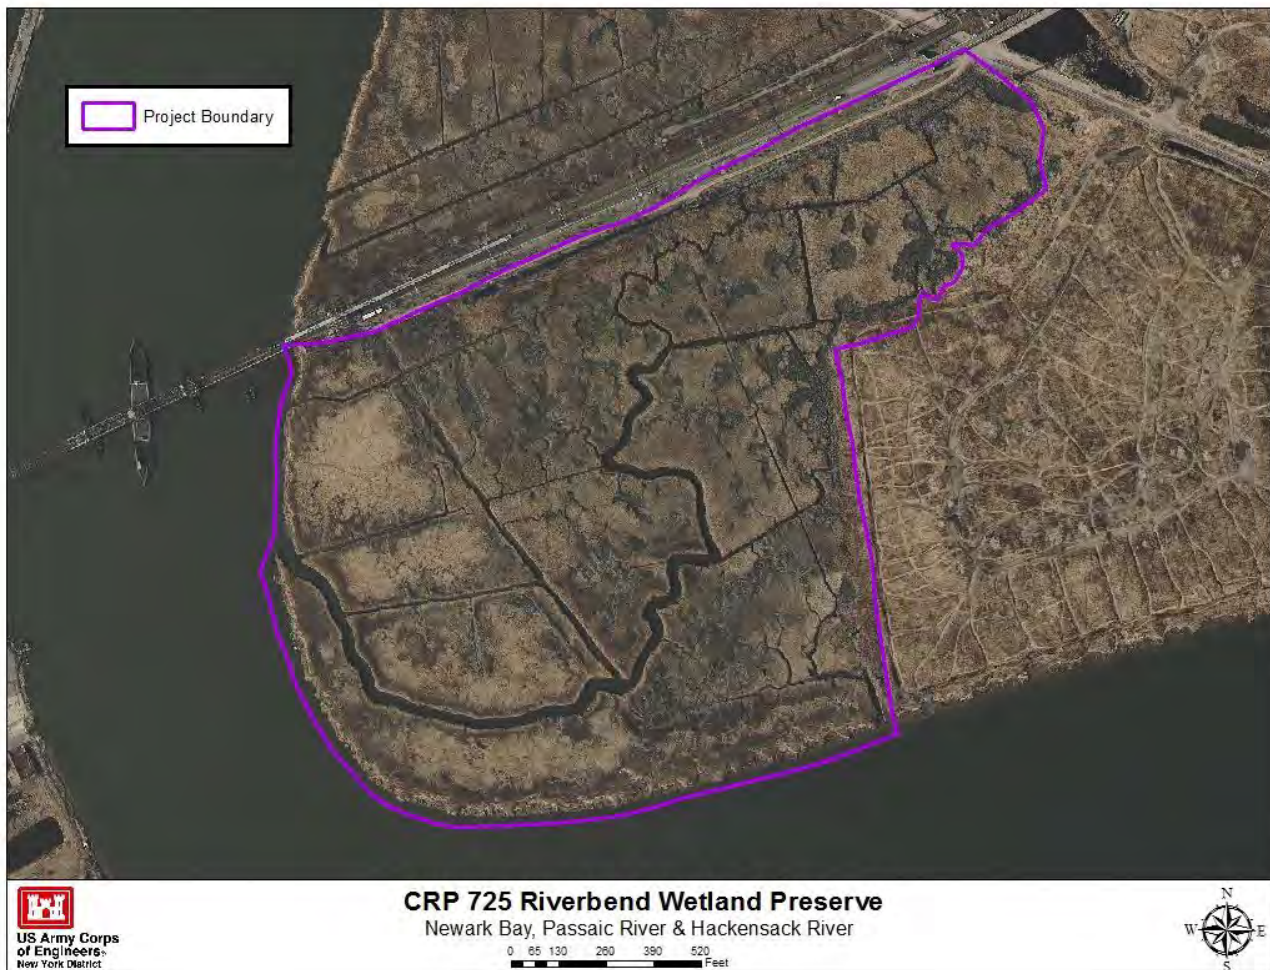 Project Boundary
US Army Corps
of Engineers®
New York District
CRP 725 Riverbend Wetland Preserve
Newark Bay, Passaic River & Hackensack River
0 65 130 260 390 520
Feet
N
W E
S